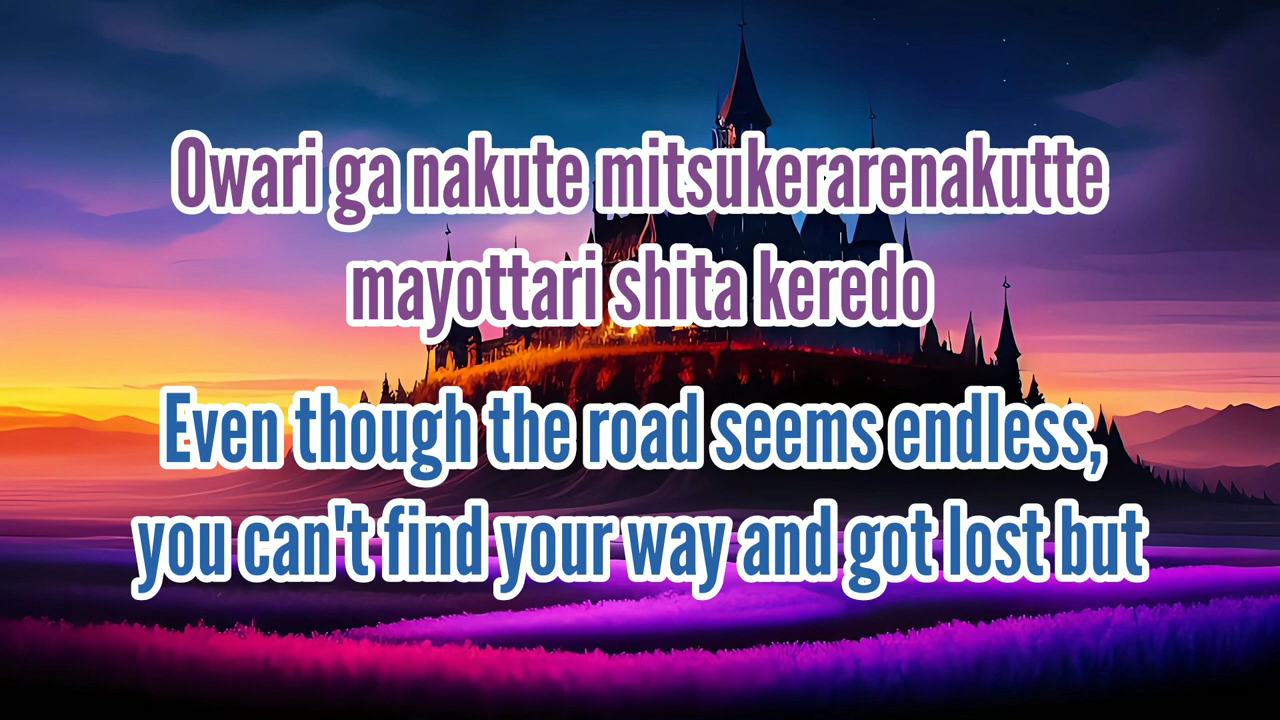 Owari ga nakute mitsukerarenakutte
mayottari shita keredo
Even though the road seems endless,
you can't find your way and got lost but